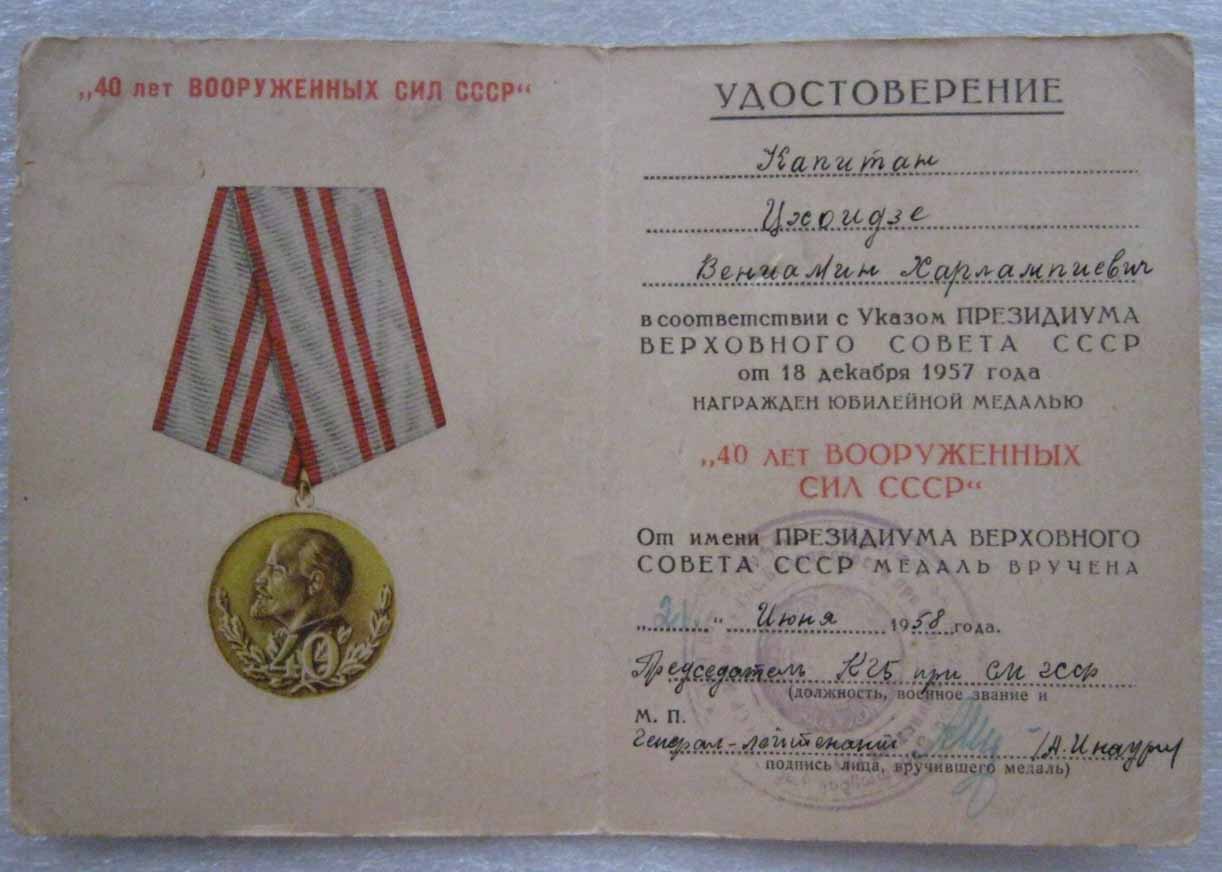 „40 лет ВООРУЖЕННЫХ СИЛ СССР“
УДОСТОВЕРЕНИЕ
Капитан
Цхоидзе
Вениамин Харлампиевич
в соответствии с Указом ПРЕЗИДИУМА
ВЕРХОВНОГО СОВЕТА СССР
от 18 декабря 1957 года
НАГРАЖДЕН ЮБИЛЕЙНОЙ МЕДАЛЬЮ
„40 ЛЕТ ВООРУЖЕННЫХ
СИЛ СССР“
От имени ПРЕЗИДИУМА ВЕРХОВНОГО
СОВЕТА СССР МЕДАЛЬ ВРУЧЕНА
„ “ Июня 1958 года.
Председатель КГБ при СМ ГССР
(должность, военное звание и
М. П.
Генерал-лейтенант /А. Инаури/
подпись лица, вручившего медаль)
40